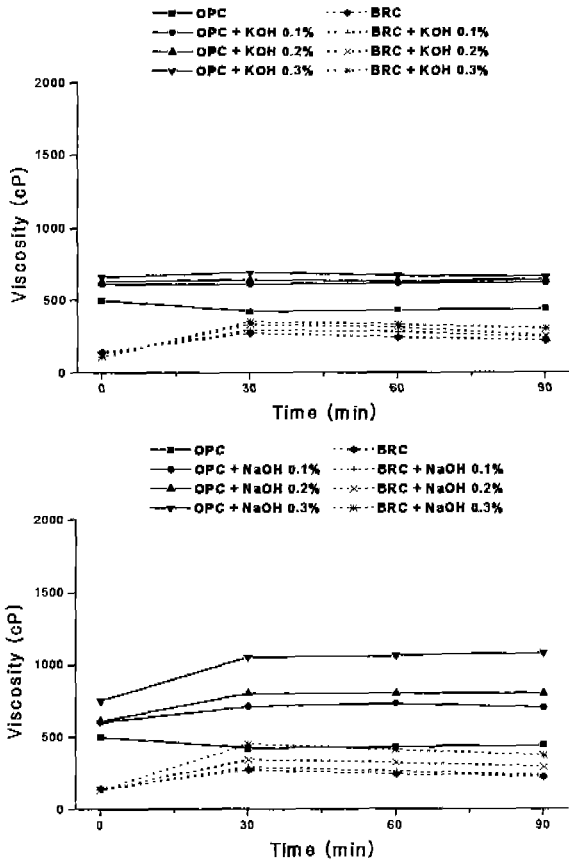 OPC BRC
OPC + KOH 0.1% BRC + KOH 0.1%
OPC + KOH 0.2% BRC + KOH 0.2%
OPC + KOH 0.3% BRC + KOH 0.3%
2000
1500
1000
500
0
Viscosity (cP)
0 30 60 90
Time (min)
OPC BRC
OPC + NaOH 0.1% BRC + NaOH 0.1%
OPC + NaOH 0.2% BRC + NaOH 0.2%
OPC + NaOH 0.3% BRC + NaOH 0.3%
2000
1500
1000
500
0
Viscosity (cP)
0 30 60 90
Time (min)